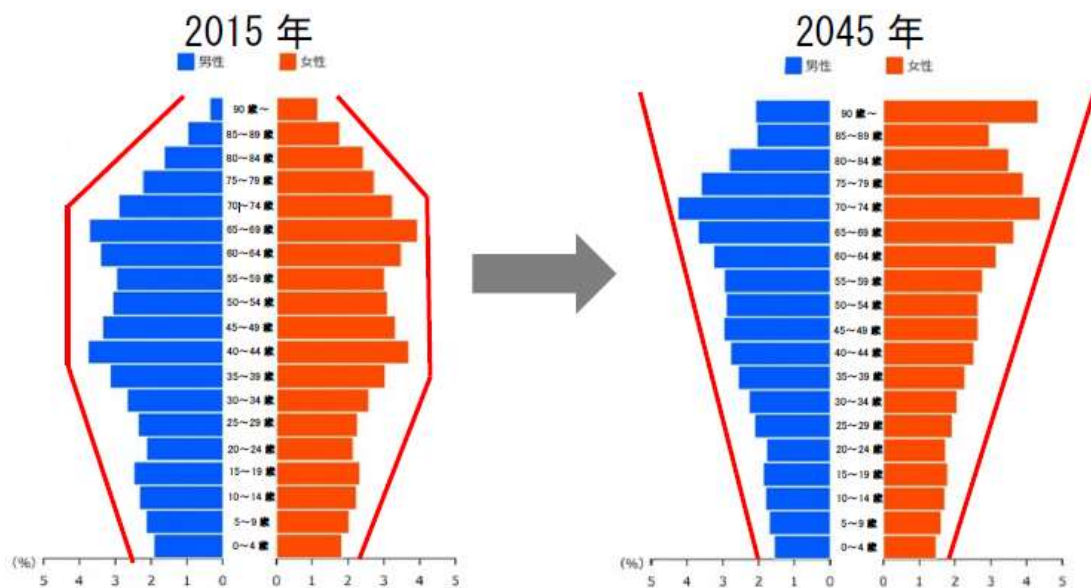 2015 年
男性 女性
90 歳～
85～89 歳
80～84 歳
75～79 歳
70～74 歳
65～69 歳
60～64 歳
55～59 歳
50～54 歳
45～49 歳
40～44 歳
35～39 歳
30～34 歳
25～29 歳
20～24 歳
15～19 歳
10～14 歳
5～9 歳
0～4 歳
(%) 5 4 3 2 1 0 0 1 2 3 4 5
2045 年
男性 女性
90 歳～
85～89 歳
80～84 歳
75～79 歳
70～74 歳
65～69 歳
60～64 歳
55～59 歳
50～54 歳
45～49 歳
40～44 歳
35～39 歳
30～34 歳
25～29 歳
20～24 歳
15～19 歳
10～14 歳
5～9 歳
0～4 歳
(%) 5 4 3 2 1 0 0 1 2 3 4 5